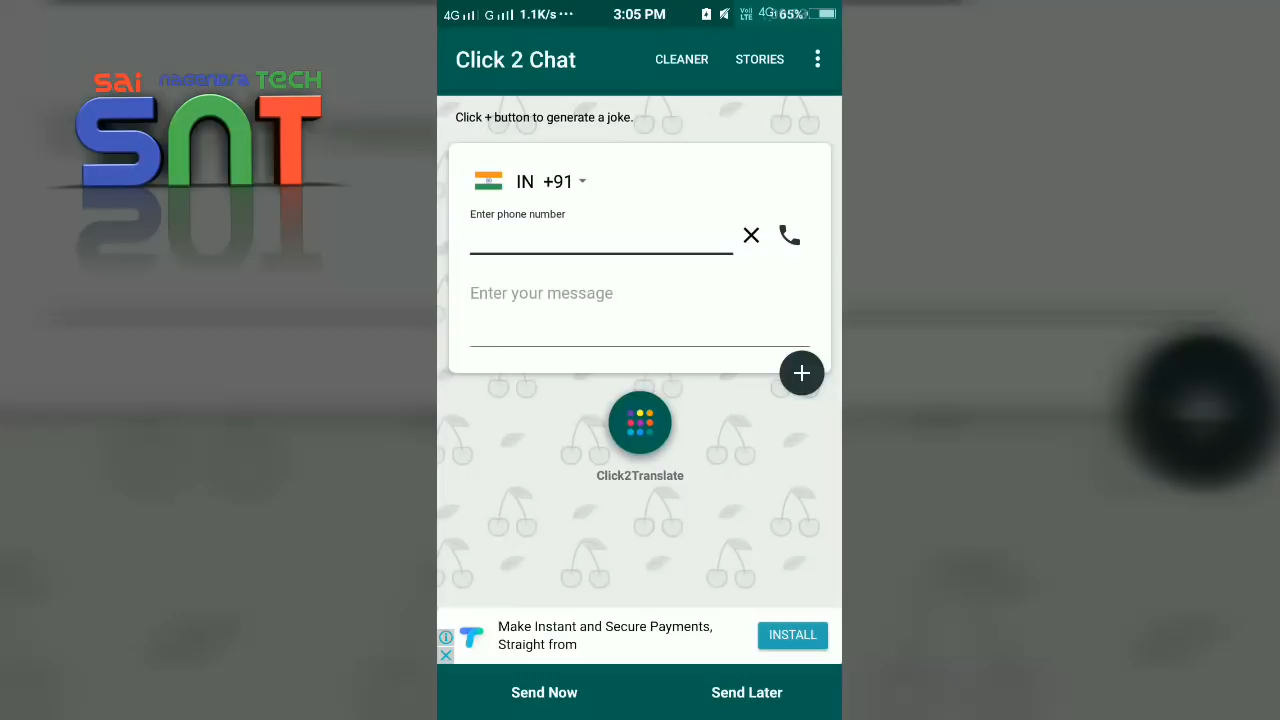 4G G 1.1K/s... 3:05 PM VoLTE 4G 65%
Click 2 Chat CLEANER STORIES
sai nagendra TECH
SNT
Click + button to generate a joke.
IN +91
Enter phone number
Enter your message
Click2Translate
Make Instant and Secure Payments,
Straight from
INSTALL
Send Now Send Later